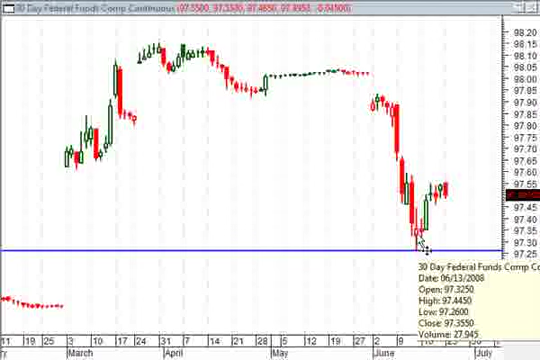 30 Day Federal Funds Comp Continuous (97.5500, 97.5500, 97.4850, 97.4950, -0.04500)
98.20
98.15
98.10
98.05
98.00
97.95
97.90
97.85
97.80
97.75
97.70
97.65
97.60
97.55
97.45
97.40
97.35
97.30
97.25
30 Day Federal Funds Comp Co
Date: 06/13/2008
Open: 97.3250
High: 97.4450
Low: 97.2600
Close: 97.3550
Volume: 27.945
11 19 25 3 10 17 24 31 7 14 21 28 5 12 19 27 2 9
March April May June July